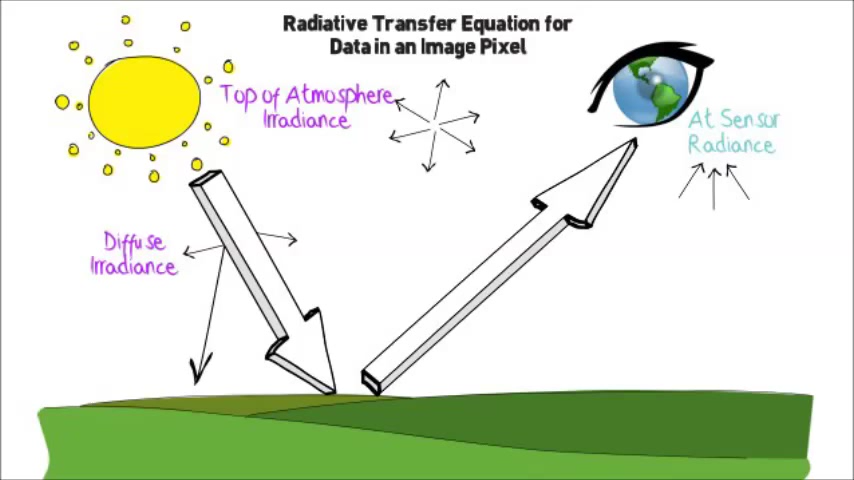 Radiative Transfer Equation for
Data in an Image Pixel
Top of Atmosphere
Irradiance
At Sensor
Radiance
Diffuse
Irradiance